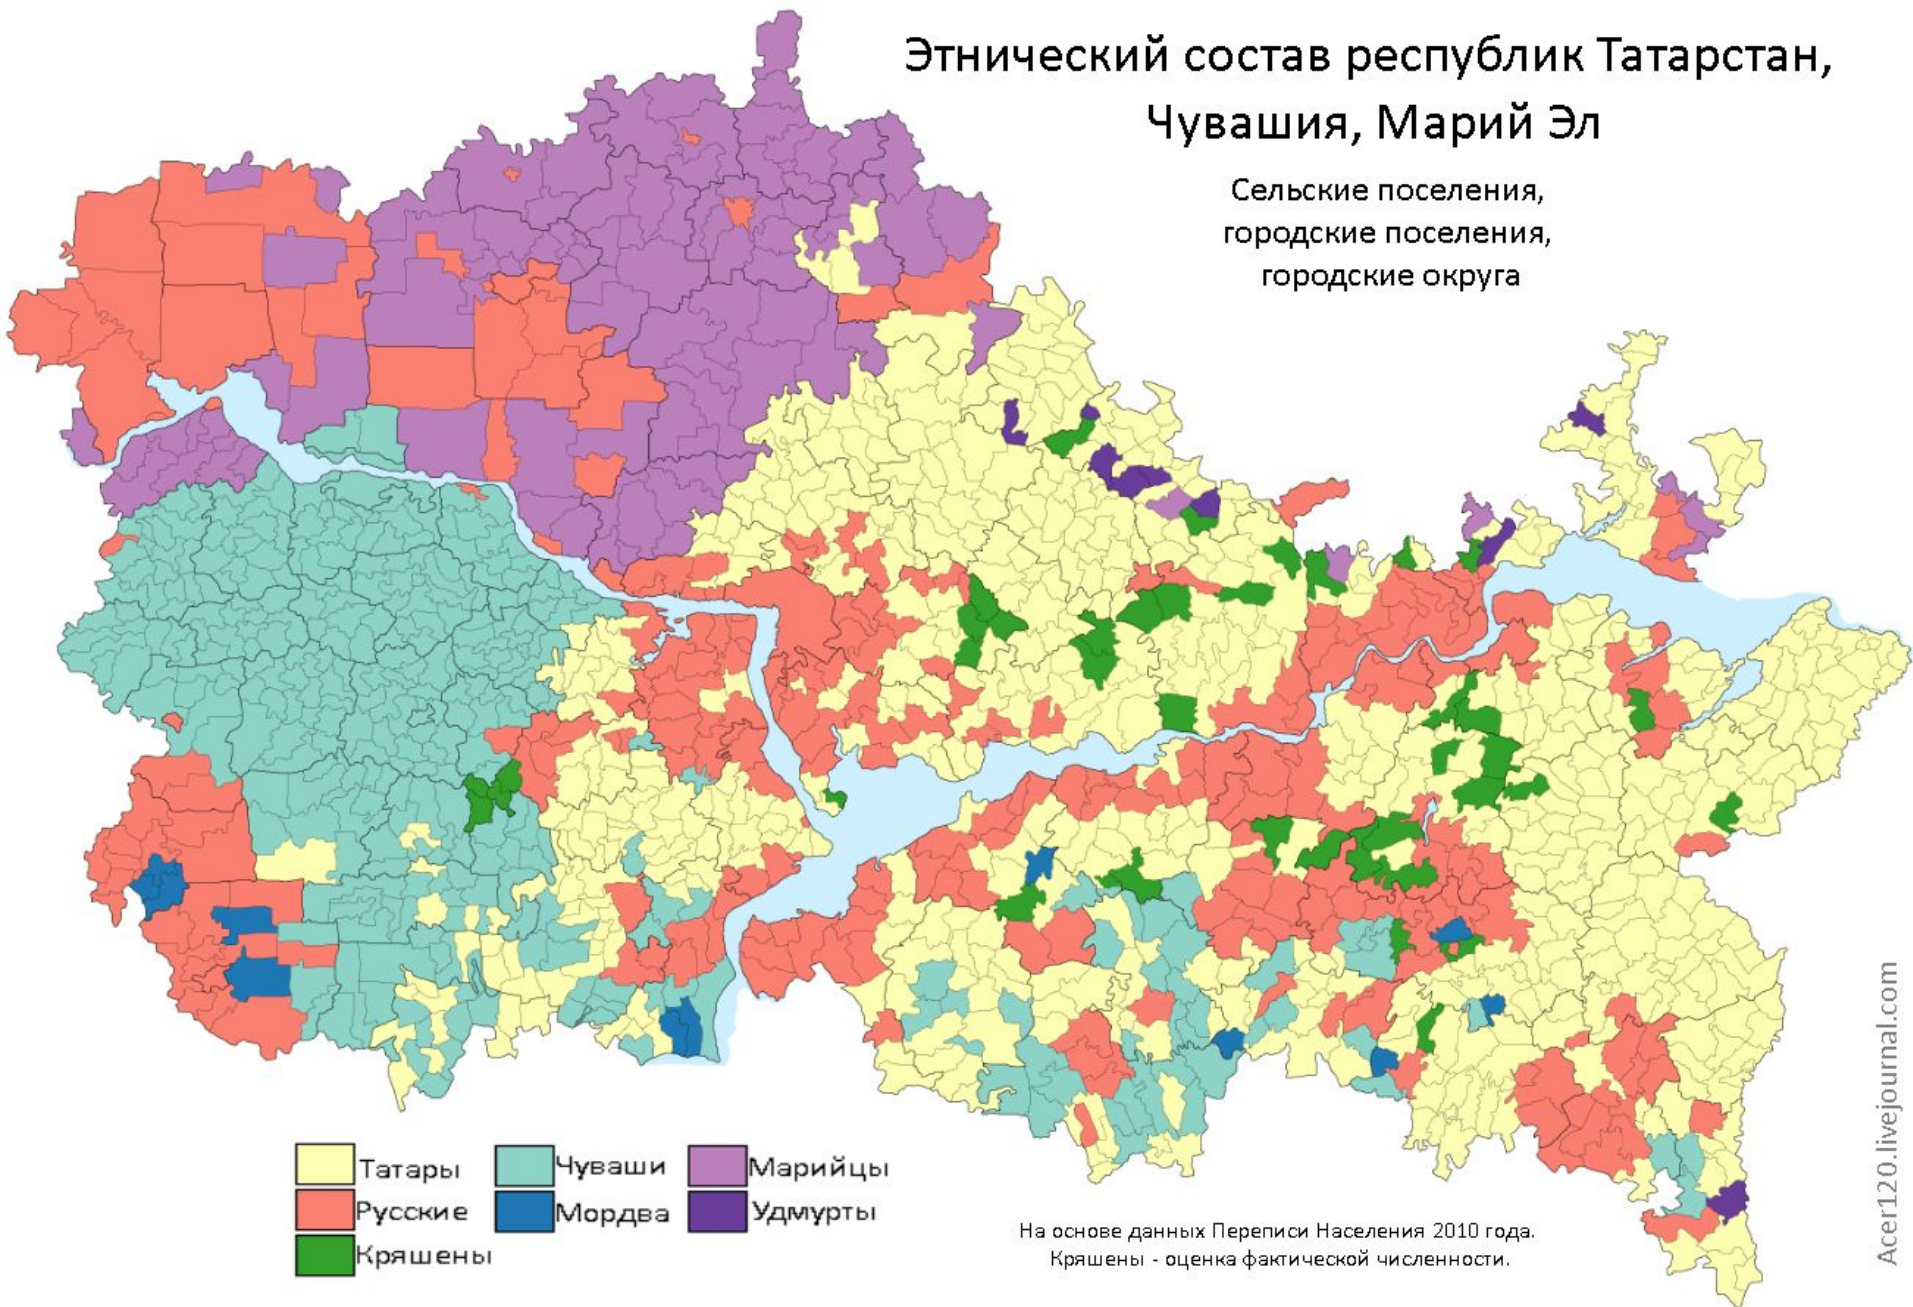 Этнический состав республик Татарстан,
Чувашия, Марий Эл
Сельские поселения,
городские поселения,
городские округа
Татары
Чуваши
Марийцы
Русские
Мордва
Удмурты
Кряшены
На основе данных Переписи Населения 2010 года.
Кряшены - оценка фактической численности.
Acer120.livejournal.com